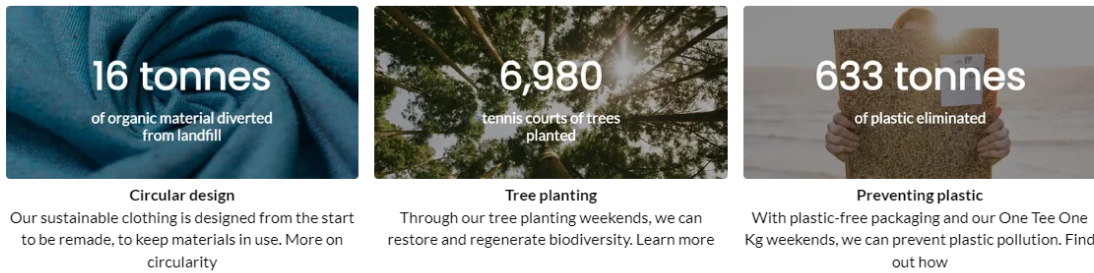 16 tonnes
of organic material diverted
from landfill
Circular design
Our sustainable clothing is designed from the start
to be remade, to keep materials in use. More on
circularity
6,980
tennis courts of trees
planted
Tree planting
Through our tree planting weekends, we can
restore and regenerate biodiversity. Learn more
633 tonnes
of plastic eliminated
Preventing plastic
With plastic-free packaging and our One Tee One
Kg weekends, we can prevent plastic pollution. Find
out how